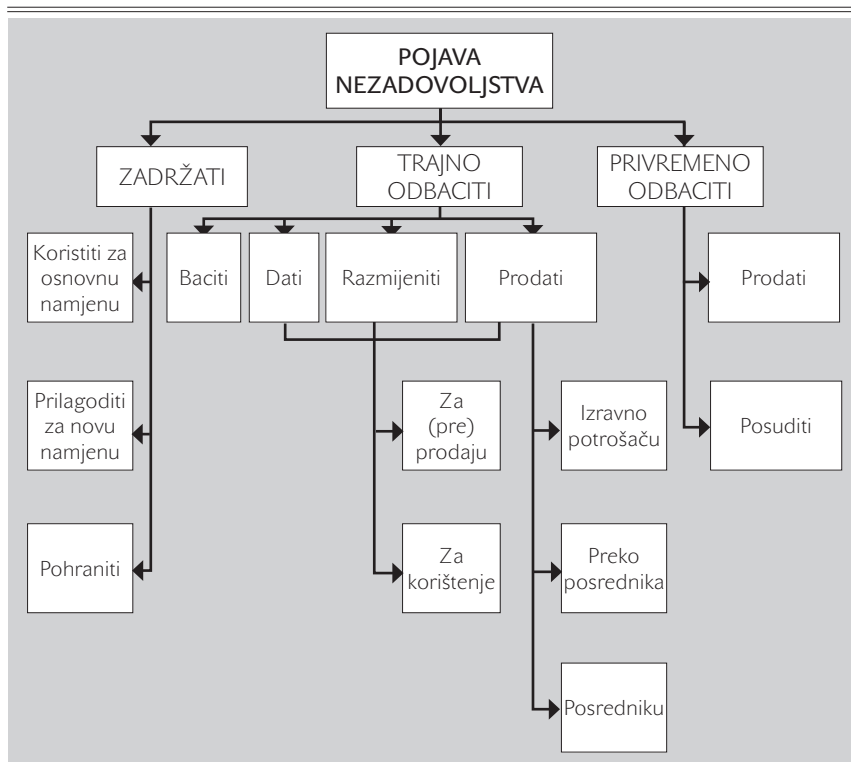 POJAVA
NEZADOVOLJSTVA
ZADRŽATI
TRAJNO
ODBACITI
PRIVREMENO
ODBACITI
Koristiti za
osnovnu
namjenu
Baciti
Dati
Razmijeniti
Prodati
Prodati
Prilagoditi
za novu
namjenu
Za
(pre)
prodaju
Izravno
potrošaču
Posuditi
Pohraniti
Za
korištenje
Preko
posrednika
Posredniku